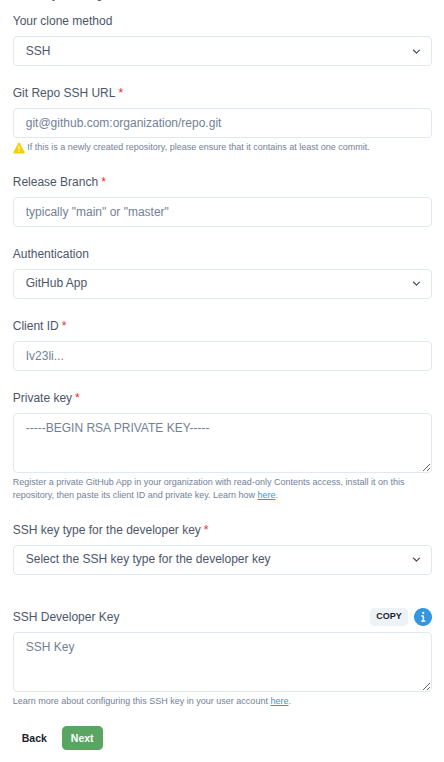 Your clone method
SSH
Git Repo SSH URL *
git@github.com:organization/repo.git
If this is a newly created repository, please ensure that it contains at least one commit.
Release Branch *
typically "main" or "master"
Authentication
GitHub App
Client ID *
Iv23li...
Private key *
-----BEGIN RSA PRIVATE KEY-----
Register a private GitHub App in your organization with read-only Contents access, install it on this
repository, then paste its client ID and private key. Learn how here.
SSH key type for the developer key *
Select the SSH key type for the developer key
SSH Developer Key COPY
SSH Key
Learn more about configuring this SSH key in your user account here.
Back Next